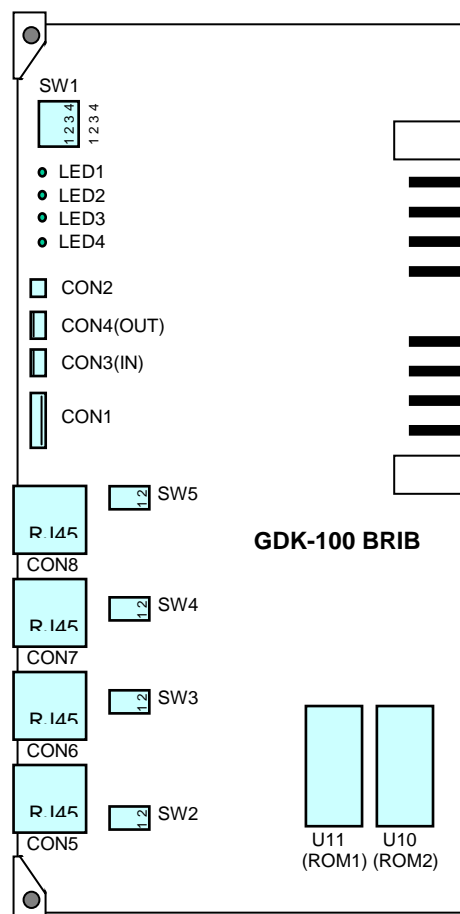 SW1
1 2 3 4
1 2 3 4
LED1
LED2
LED3
LED4
CON2
CON4(OUT)
CON3(IN)
CON1
1 2
SW5
RJ45
GDK-100 BRIB
CON8
1 2
SW4
RJ45
CON7
1 2
SW3
RJ45
CON6
1 2
SW2
RJ45
CON5
U11
U10
(ROM1)
(ROM2)